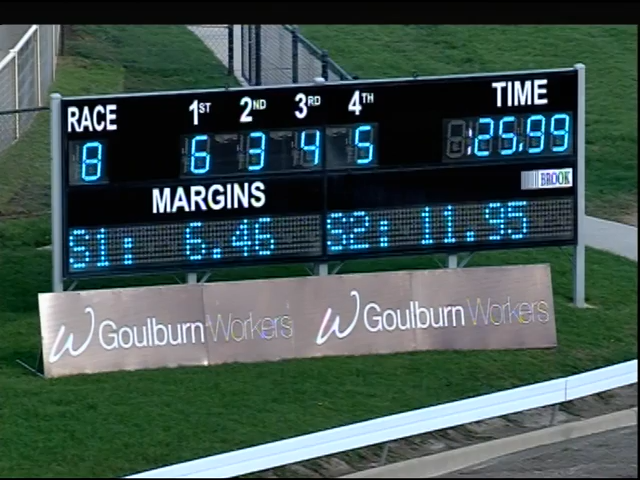 RACE 1ST 2ND 3RD 4TH TIME
8 6 3 4 5 :25.99
BROOK
MARGINS
S1: 6.46 S2: 11.95
W Goulburn Workers W Goulburn Workers